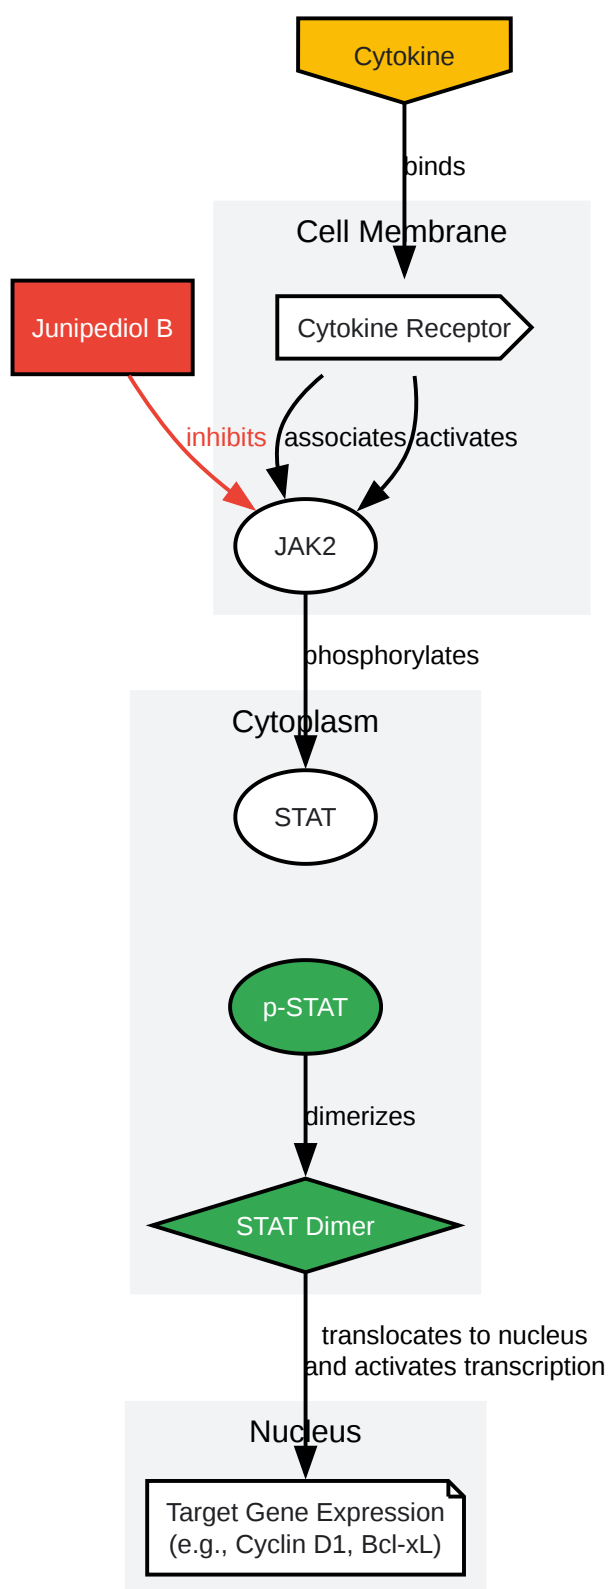 Cytokine
binds
Cell Membrane
Junipediol B
Cytokine Receptor
inhibits
associates
activates
JAK2
phosphorylates
Cytoplasm
STAT
p-STAT
dimerizes
STAT Dimer
translocates to nucleus
and activates transcription
Nucleus
Target Gene Expression
(e.g., Cyclin D1, Bcl-xL)